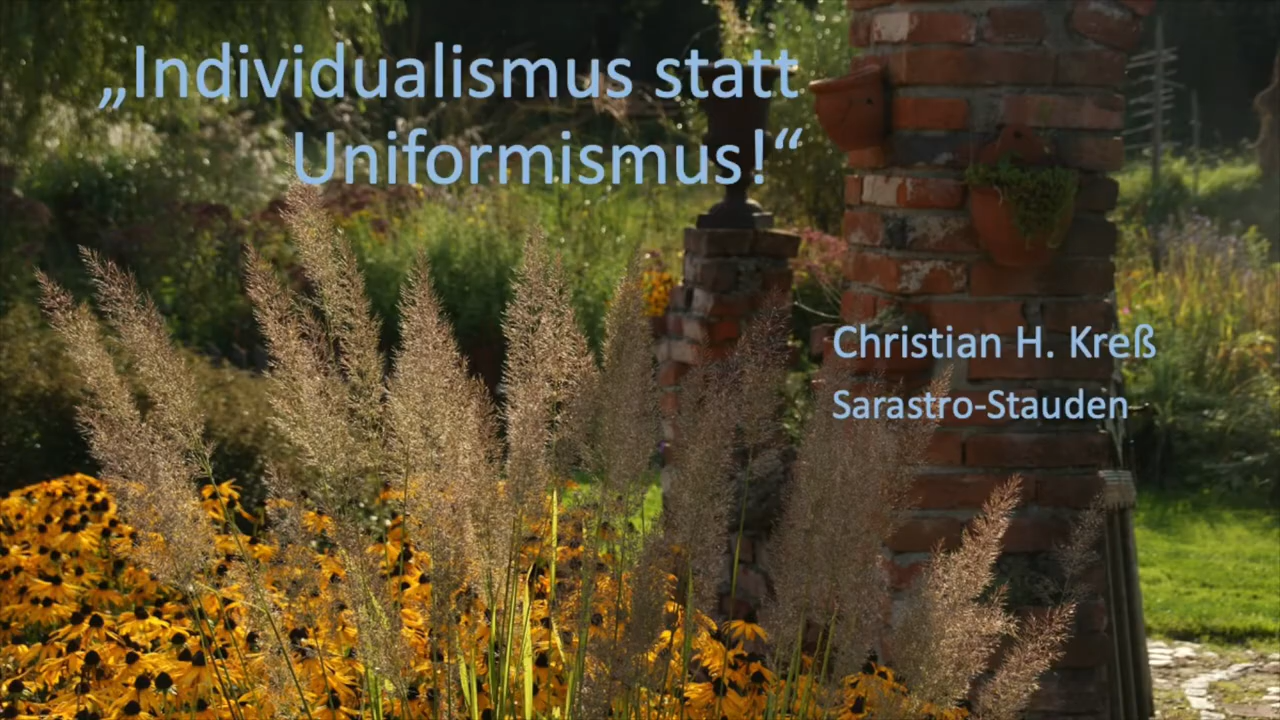 „Individualismus statt
Uniformismus!“
Christian H. Kreß
Sarastro-Stauden